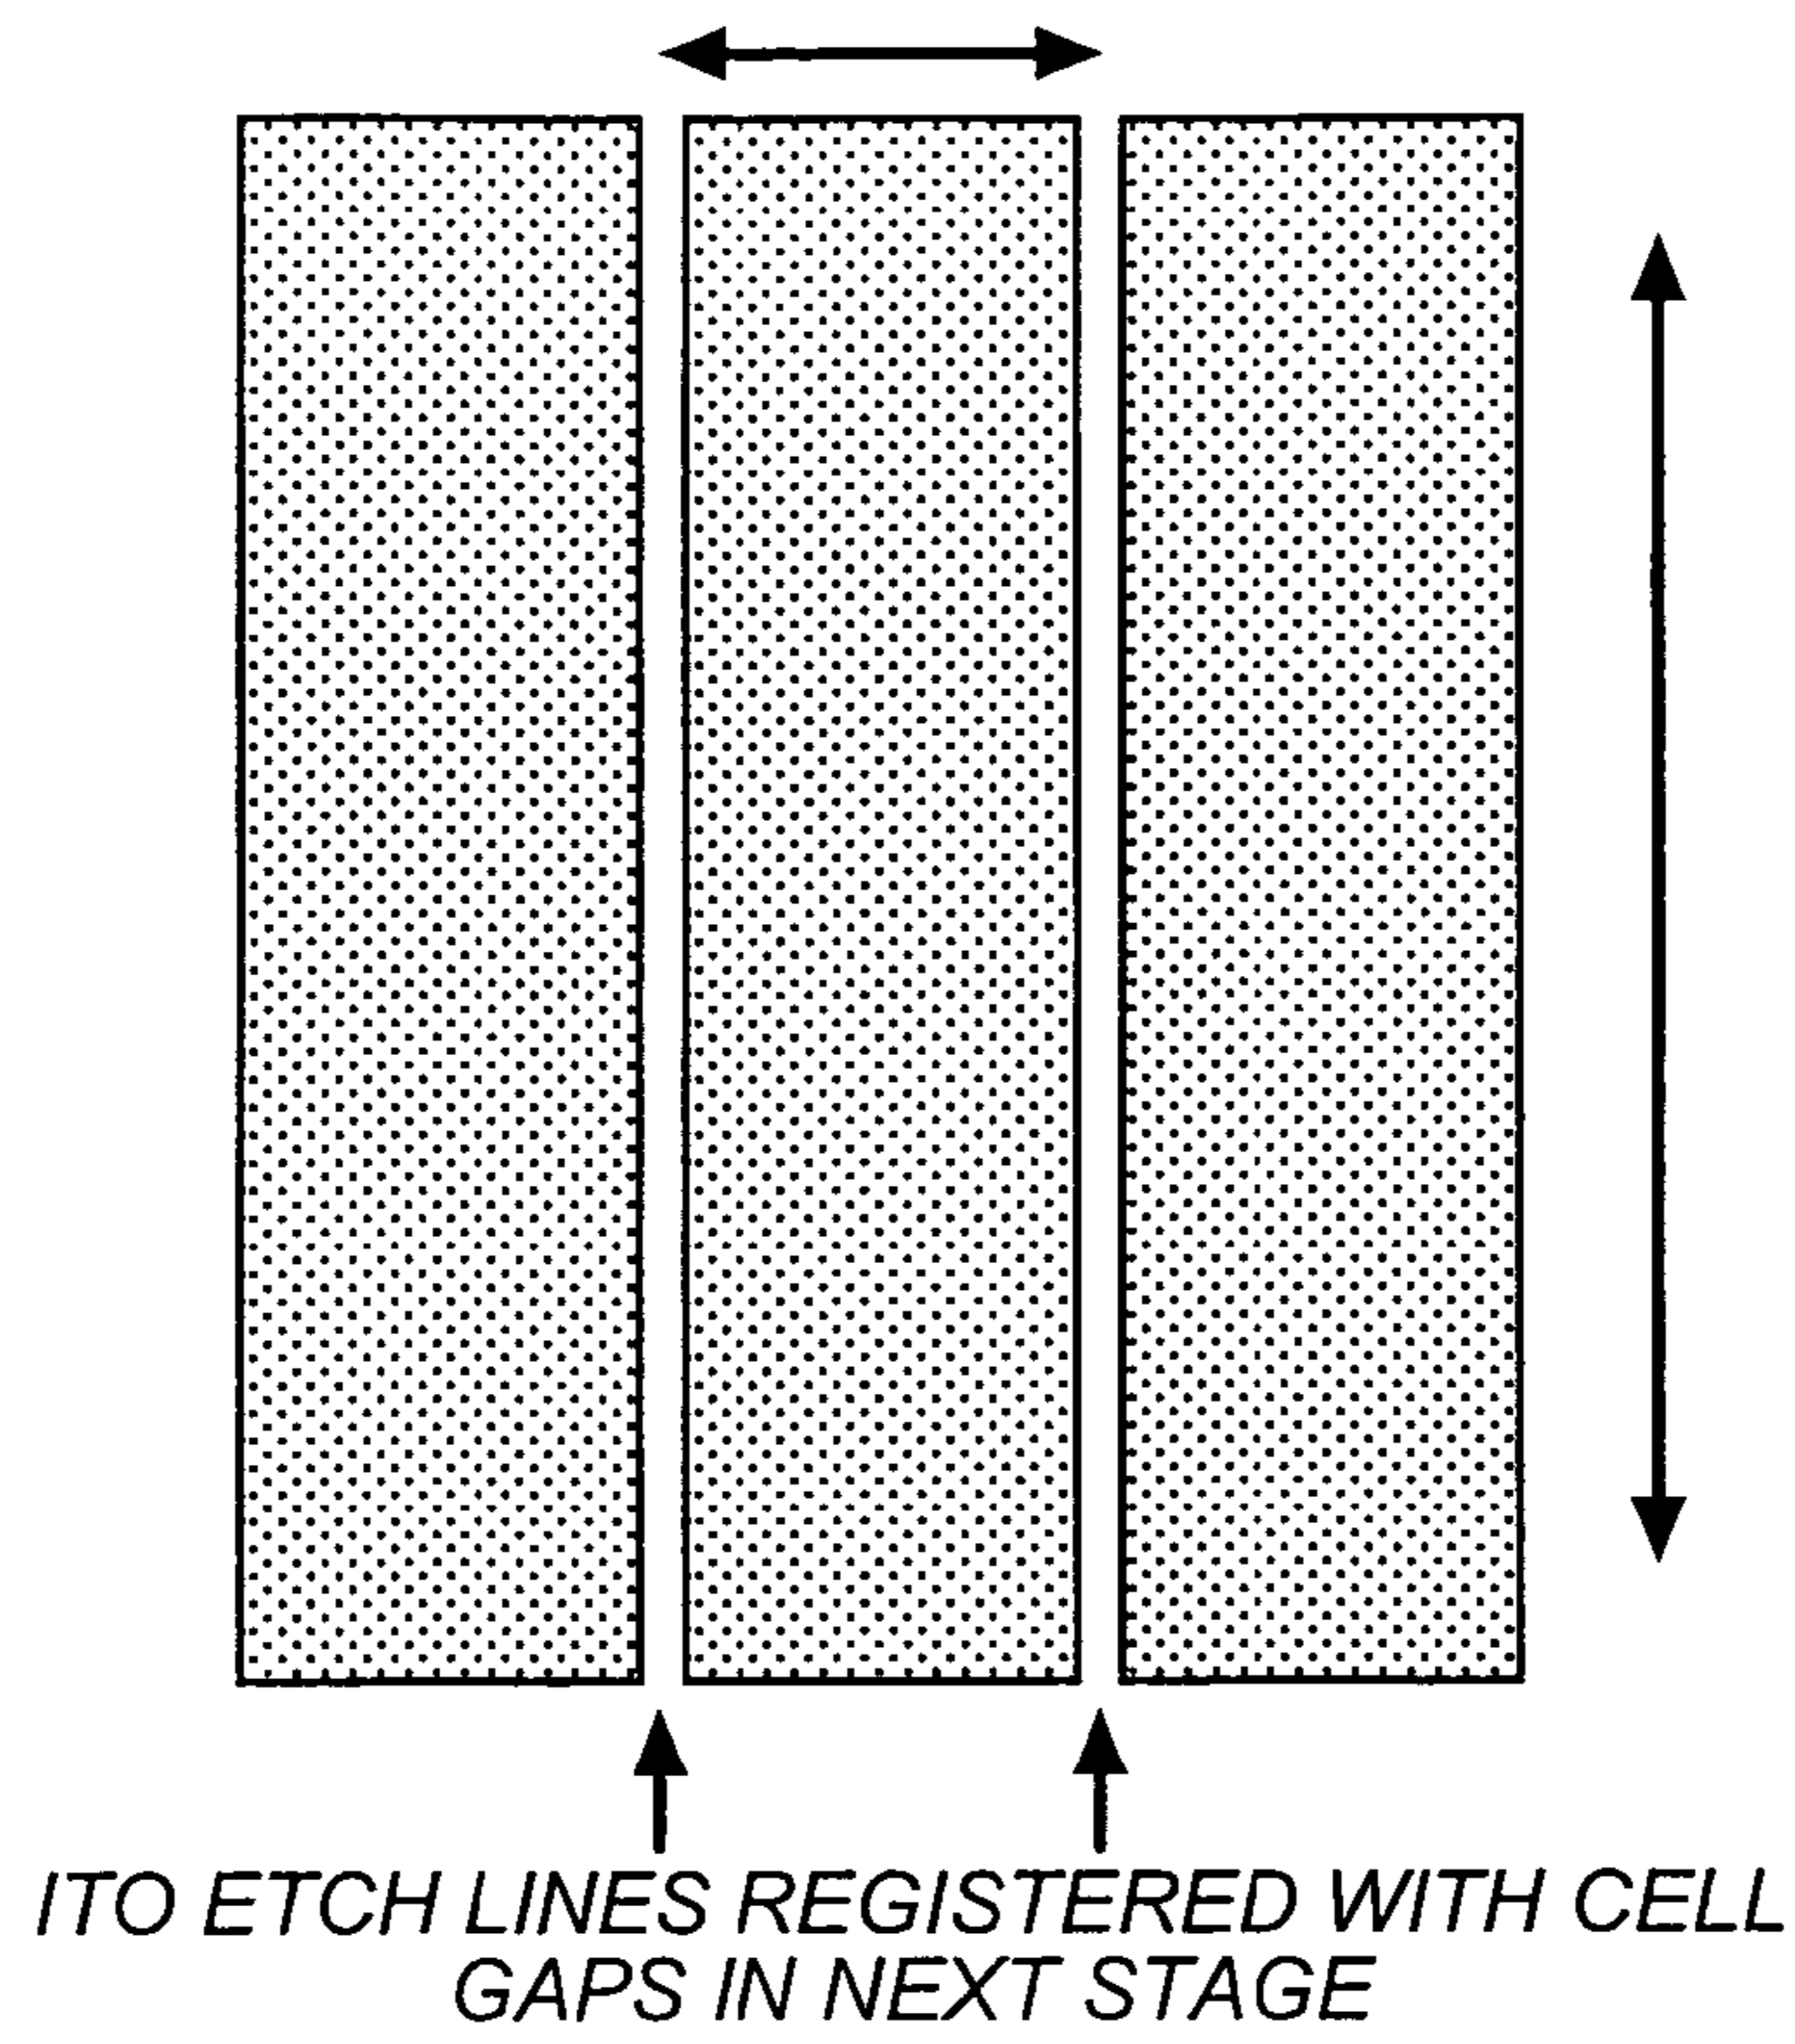 ITO ETCH LINES REGISTERED WITH CELL
GAPS IN NEXT STAGE